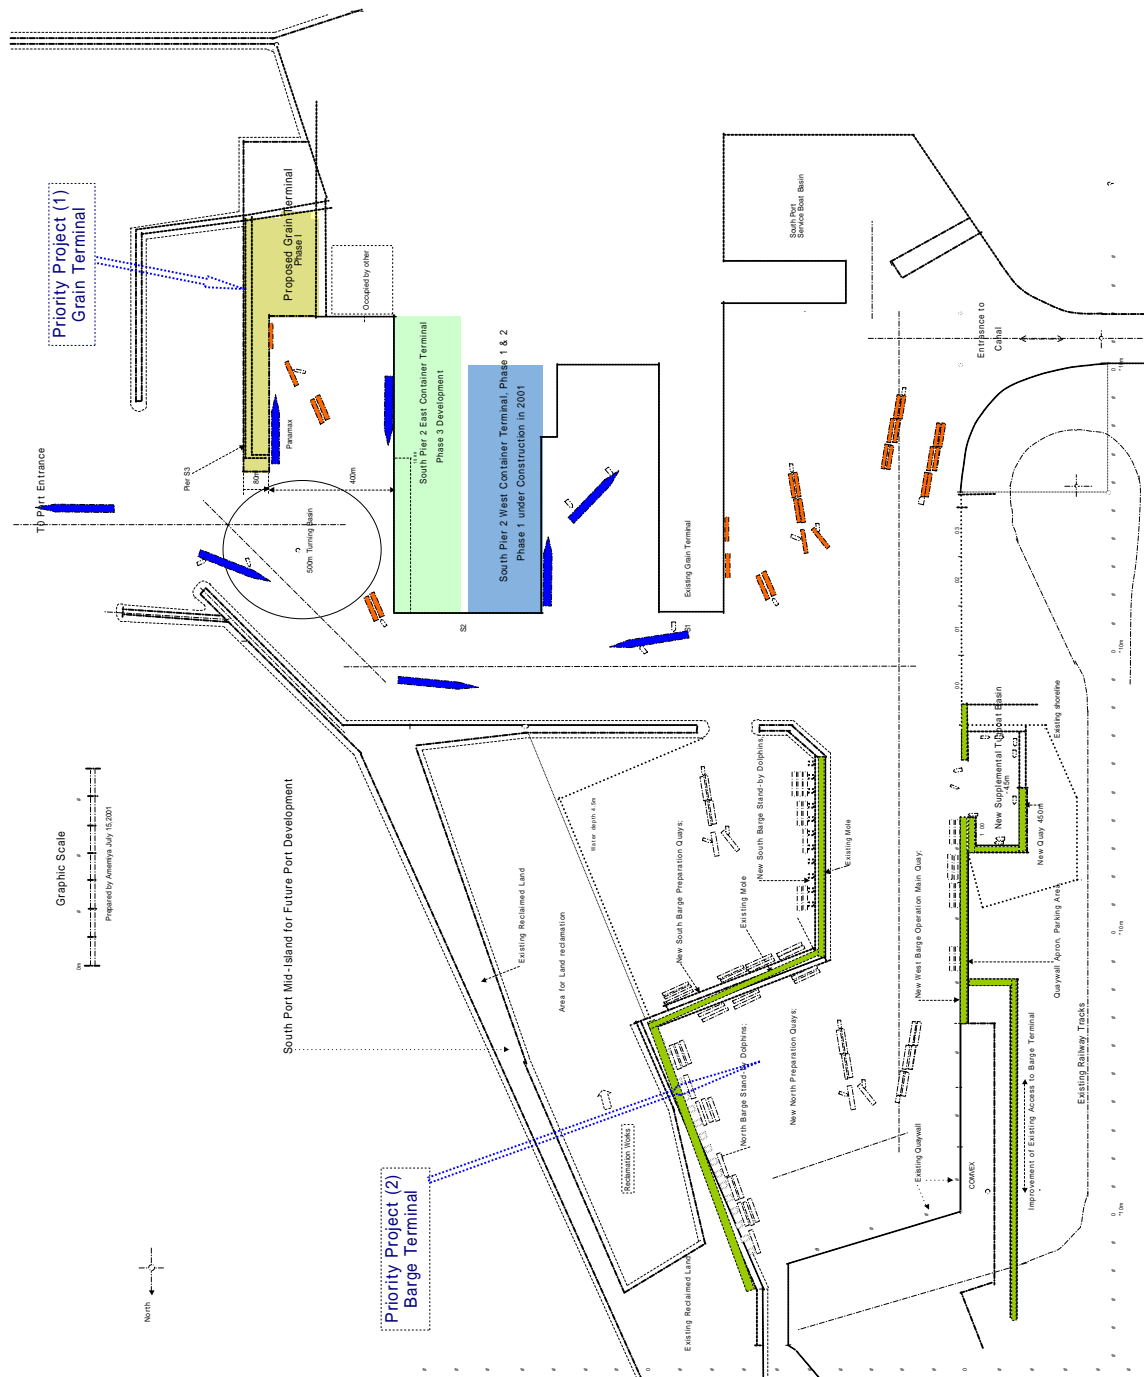 Priority Project (1)
Grain Terminal
Proposed Grain Terminal
Phase I
Occupied by other
South Port
Service Boat Basin
Entrasnce to
Canal
TO Port Entrance
Pier S3
Panamax
80m
400m
500m Turning Basin
South Pier 2 East Container Terminal
Phase 3 Development
South Pier 2 West Container Terminal, Phase 1 & 2
Phase 1 under Construction in 2001
Existing Grain Terminal
S2
S1
Graphic Scale
0m
Prepared by Amemiya July 15,2001
South Port Mid-Island for Future Port Development
Existing Reclaimed Land
Area for Land reclamation
Water depth 4.5m
New South Barge Preparation Quays;
Existing Mole
New South Barge Stand-by Dolphins;
Existing Mole
New West Barge Operation Main Quay;
New Supplemental Tugboat Basin
-4.5m
New Quay 450m
Existing shoreline
Quaywall Apron, Parking Area
Existing Railway Tracks
Improvement of Existing Access to Barge Terminal
North Barge Stand-by Dolphins;
New North Preparation Quays;
Existing Quaywall
COMVEX
Reclamation Works
Existing Reclaimed Land
Priority Project (2)
Barge Terminal
North